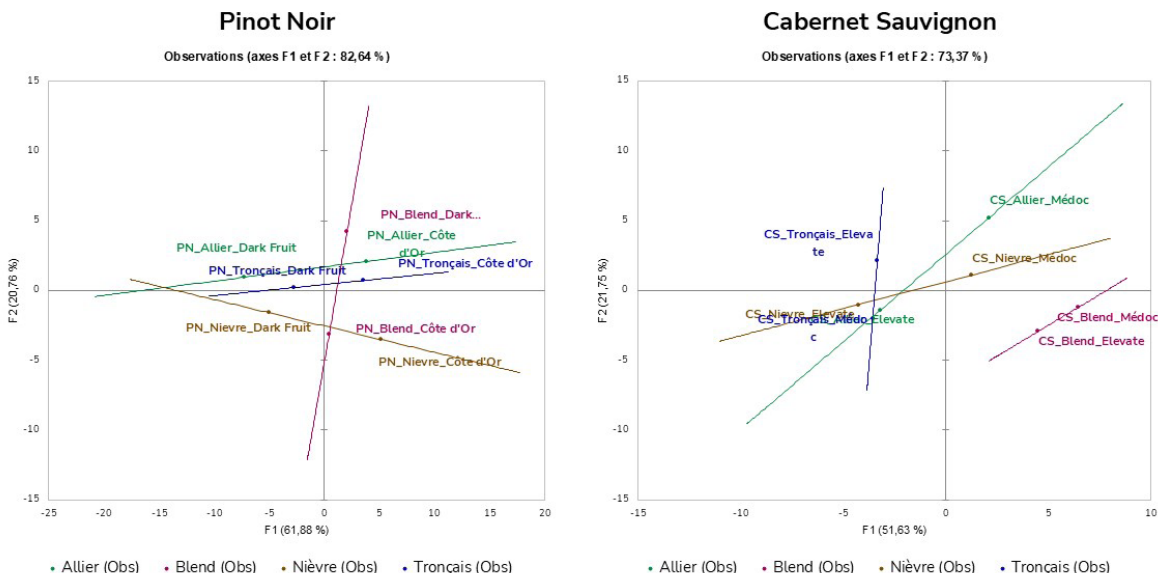 Pinot Noir
Observations (axes F1 et F2 : 82,64 %)
15
10
5
0
-5
-10
-15
-25
-20
-15
-10
-5
0
5
10
15
20
F2 (20,76 %)
F1 (61,88 %)
PN_Blend_Dark...
PN_Allier_Côte
d'Or
PN_Allier_Dark Fruit
PN_Tronçais_Dark Fruit
PN_Tronçais_Côte d'Or
PN_Nievre_Dark Fruit
PN_Blend_Côte d'Or
PN_Nievre_Côte d'Or
Allier (Obs)
Blend (Obs)
Nièvre (Obs)
Tronçais (Obs)
Cabernet Sauvignon
Observations (axes F1 et F2 : 73,37 %)
15
10
5
0
-5
-10
-15
-15
-10
-5
0
5
10
F2 (21,75 %)
F1 (51,63 %)
CS_Allier_Médoc
CS_Tronçais_Eleva
te
CS_Nievre_Médoc
CS_Nievre_Elevate
CS_Tronçais_Médo
c
Elevate
CS_Blend_Médoc
CS_Blend_Elevate
Allier (Obs)
Blend (Obs)
Nièvre (Obs)
Tronçais (Obs)